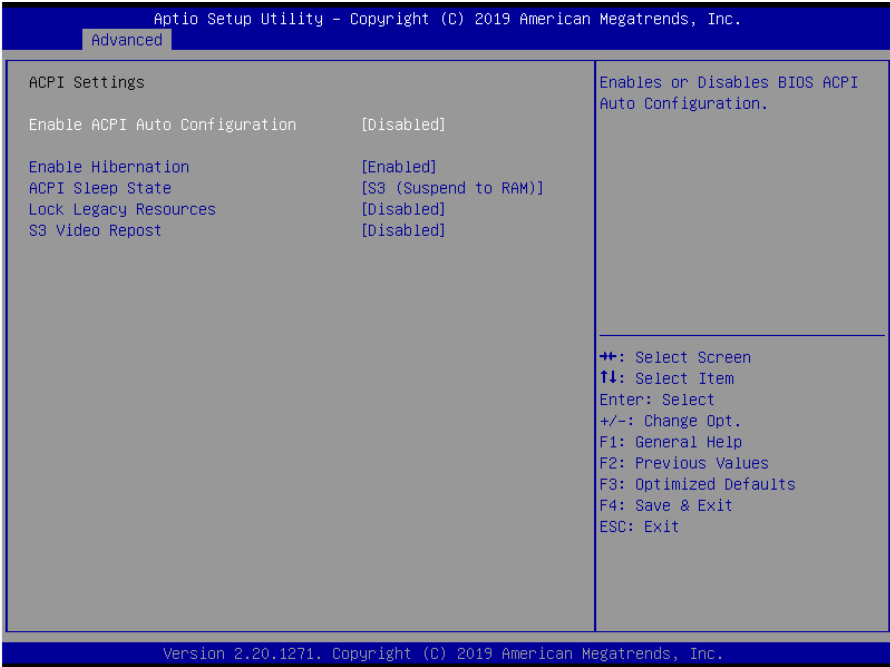 Aptio Setup Utility – Copyright (C) 2019 American Megatrends, Inc.
Advanced
ACPI Settings
Enable ACPI Auto Configuration [Disabled]
Enable Hibernation [Enabled]
ACPI Sleep State [S3 (Suspend to RAM)]
Lock Legacy Resources [Disabled]
S3 Video Repost [Disabled]
Enables or Disables BIOS ACPI
Auto Configuration.
→←: Select Screen
↑↓: Select Item
Enter: Select
+/-: Change Opt.
F1: General Help
F2: Previous Values
F3: Optimized Defaults
F4: Save & Exit
ESC: Exit
Version 2.20.1271. Copyright (C) 2019 American Megatrends, Inc.